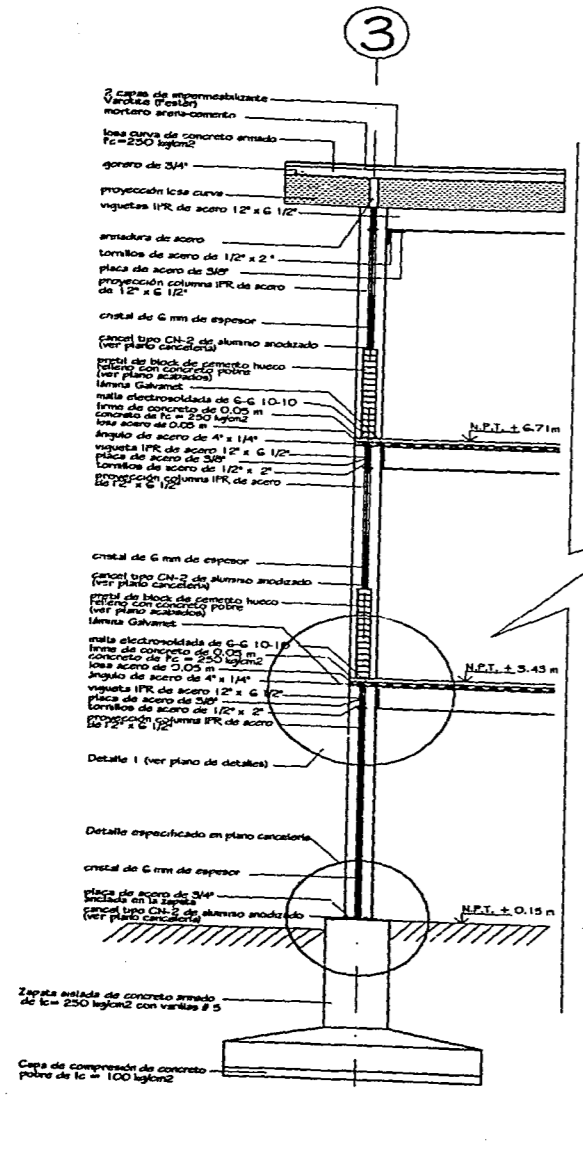 3
2 capas de impermeabilizante
Varotite (Fester)
mortero arena-cemento
losa curva de concreto armado
f'c=250 kg/cm2
gotero de 3/4"
proyección losa curva
viguetas IPR de acero 12" x 6 1/2"
armadura de acero
tornillos de acero de 1/2" x 2"
placa de acero de 3/8"
proyección columna IPR de acero
de 12" x 6 1/2"
cristal de 6 mm de espesor
cancel tipo CN-2 de aluminio anodizado
(ver plano cancelería)
pretil de block de cemento hueco
relleno con concreto pobre
(ver plano acabados)
lámina Galvamet
malla electrosoldada de 6-6 10-10
firme de concreto de 0.05 m
concreto de f'c = 250 kg/cm2
losa acero de 0.05 m
N.P.T. + 6.71 m
ángulo de acero de 4" x 1/4"
vigueta IPR de acero 12" x 6 1/2"
placa de acero de 3/8"
tornillos de acero de 1/2" x 2"
proyección columna IPR de acero
de 12" x 6 1/2"
cristal de 6 mm de espesor
cancel tipo CN-2 de aluminio anodizado
(ver plano cancelería)
pretil de block de cemento hueco
relleno con concreto pobre
(ver plano acabados)
lámina Galvamet
malla electrosoldada de 6-6 10-10
firme de concreto de 0.05 m
concreto de f'c = 250 kg/cm2
losa acero de 0.05 m
N.P.T. + 3.43 m
ángulo de acero de 4" x 1/4"
vigueta IPR de acero 12" x 6 1/2"
placa de acero de 3/8"
tornillos de acero de 1/2" x 2"
proyección columna IPR de acero
de 12" x 6 1/2"
Detalle 1 (ver plano de detalles)
Detalle especificado en plano cancelería
cristal de 6 mm de espesor
placa de acero de 3/4"
anclada en la zapata
cancel tipo CN-2 de aluminio anodizado
(ver plano cancelería)
N.P.T. + 0.15 m
Zapata aislada de concreto armado
de fc= 250 kg/cm2 con varillas # 5
Capa de compresión de concreto
pobre de fc = 100 kg/cm2